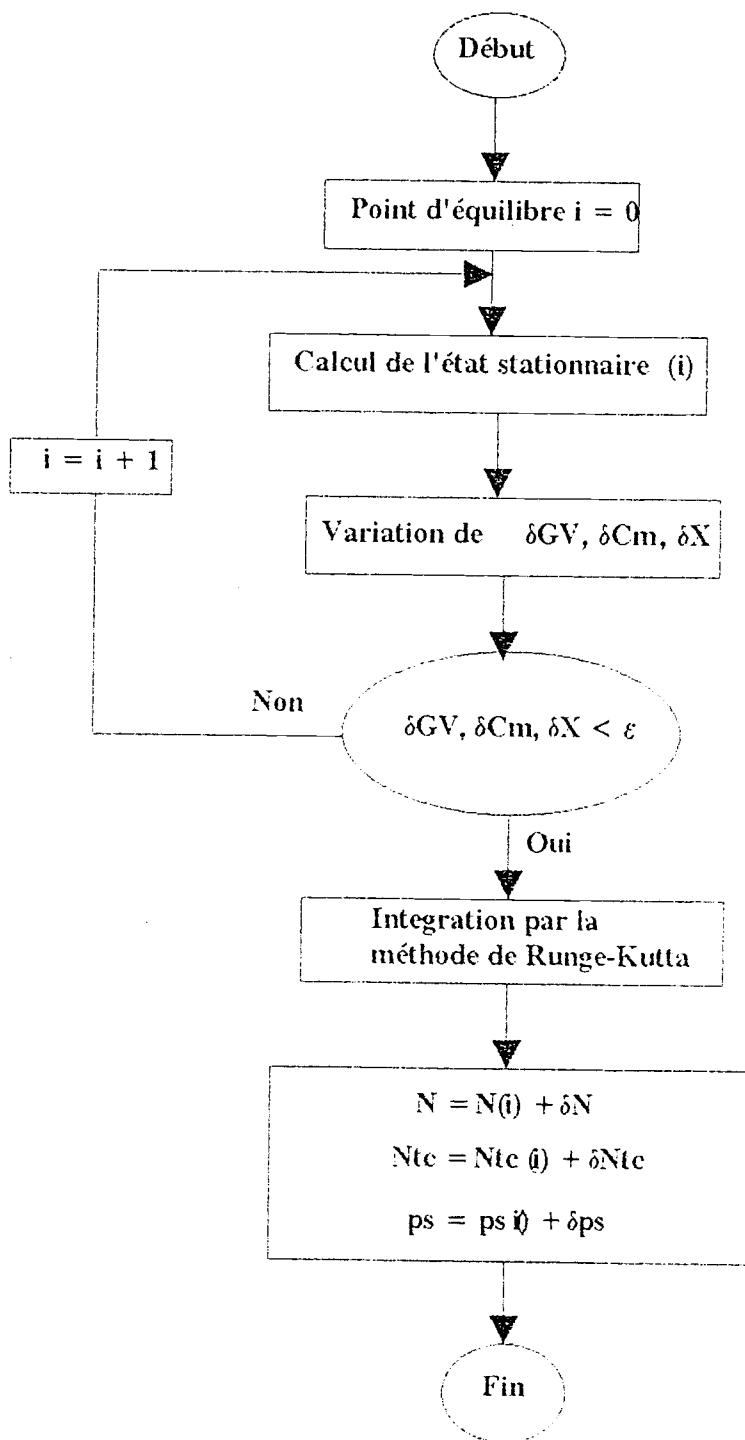 Début
Point d'équilibre i = 0
Calcul de l'état stationnaire (i)
i = i + 1
Variation de δGV, δCm, δX
Non
δGV, δCm, δX < ε
Oui
Integration par la
méthode de Runge-Kutta
N = N(i) + δN
Ntc = Ntc (i) + δNtc
ps = ps i) + δps
Fin